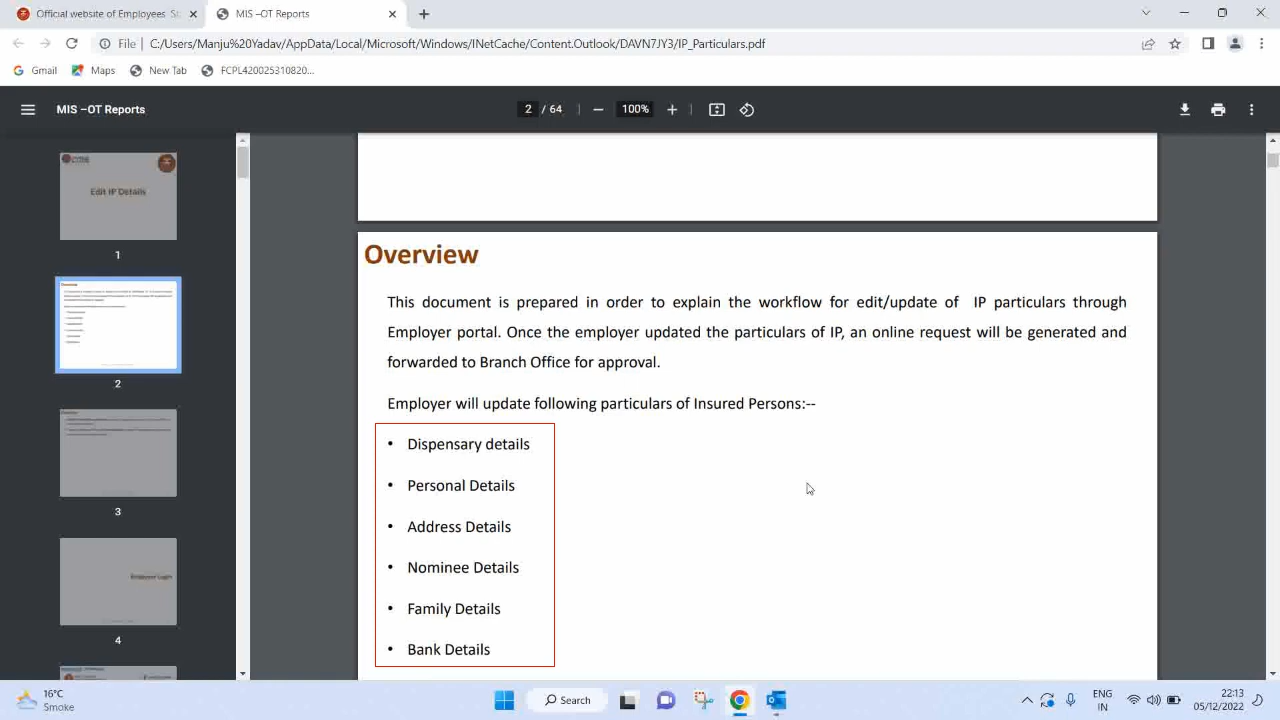 Official website of Employees' St
MIS –OT Reports
File
C:/Users/Manju%20Yadav/AppData/Local/Microsoft/Windows/INetCache/Content.Outlook/DAVN7JY3/IP_Particulars.pdf
Gmail
Maps
New Tab
FCPL420025310820...
MIS –OT Reports
2 / 64
100%
Edit IP Details
1
Overview
2
Overview
3
Employer Login
4
Overview
This document is prepared in order to explain the workflow for edit/update of IP particulars through
Employer portal. Once the employer updated the particulars of IP, an online request will be generated and
forwarded to Branch Office for approval.
Employer will update following particulars of Insured Persons:--
• Dispensary details
• Personal Details
• Address Details
• Nominee Details
• Family Details
• Bank Details
16°C
Smoke
Search
ENG
IN
22:13
05/12/2022